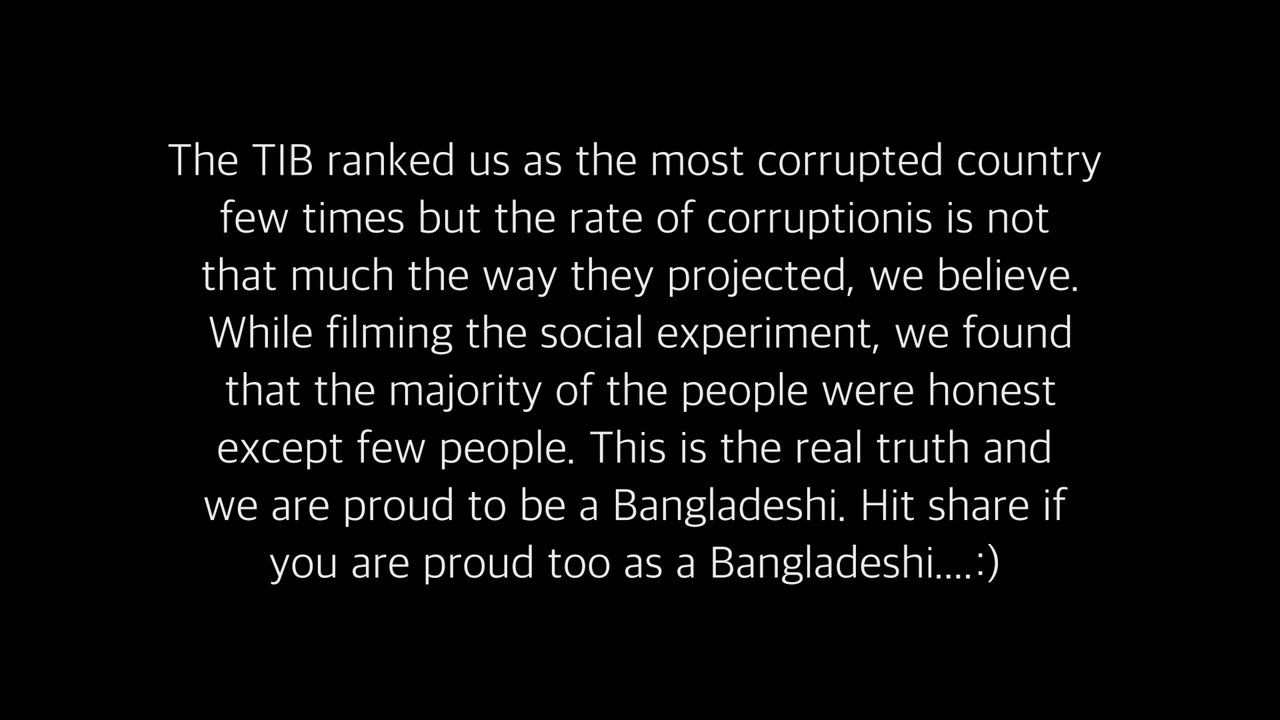 The TIB ranked us as the most corrupted country
few times but the rate of corruptionis is not
that much the way they projected, we believe.
While filming the social experiment, we found
that the majority of the people were honest
except few people. This is the real truth and
we are proud to be a Bangladeshi. Hit share if
you are proud too as a Bangladeshi....:)